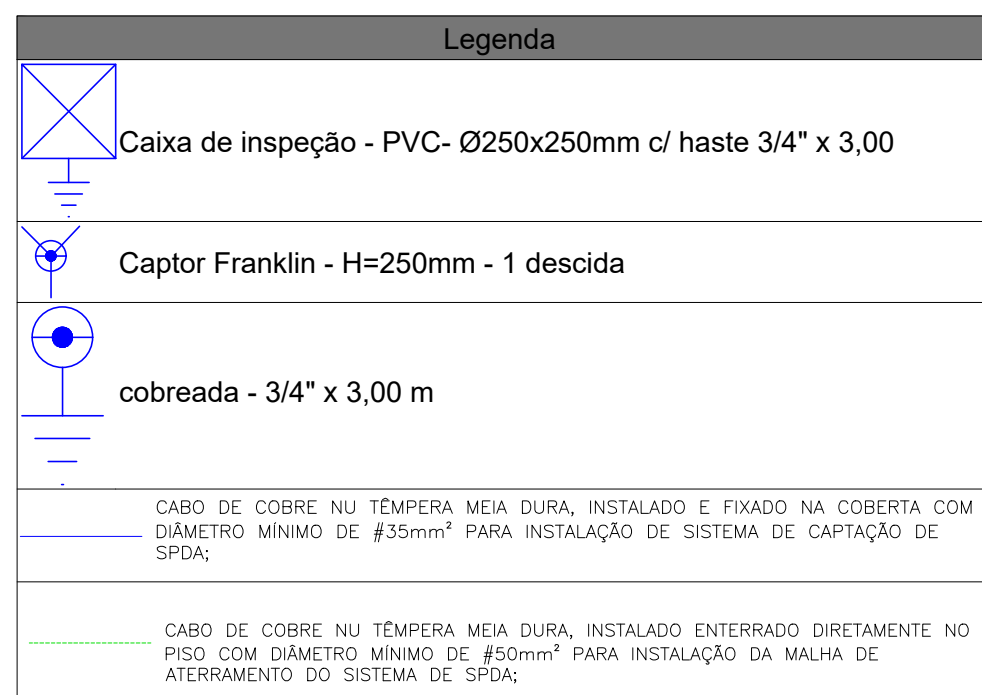 Legenda
Caixa de inspeção - PVC- Ø250x250mm c/ haste 3/4" x 3,00
Captor Franklin - H=250mm - 1 descida
cobreada - 3/4" x 3,00 m
CABO DE COBRE NU TÊMPERA MEIA DURA, INSTALADO E FIXADO NA COBERTA COM
DIÂMETRO MÍNIMO DE #35mm² PARA INSTALAÇÃO DE SISTEMA DE CAPTAÇÃO DE
SPDA;
CABO DE COBRE NU TÊMPERA MEIA DURA, INSTALADO ENTERRADO DIRETAMENTE NO
PISO COM DIÂMETRO MÍNIMO DE #50mm² PARA INSTALAÇÃO DA MALHA DE
ATERRAMENTO DO SISTEMA DE SPDA;